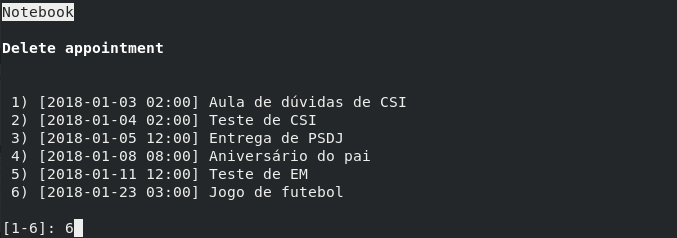 Notebook
Delete appointment
1) [2018-01-03 02:00] Aula de dúvidas de CSI
2) [2018-01-04 02:00] Teste de CSI
3) [2018-01-05 12:00] Entrega de PSDJ
4) [2018-01-08 08:00] Aniversário do pai
5) [2018-01-11 12:00] Teste de EM
6) [2018-01-23 03:00] Jogo de futebol
[1-6]: 6